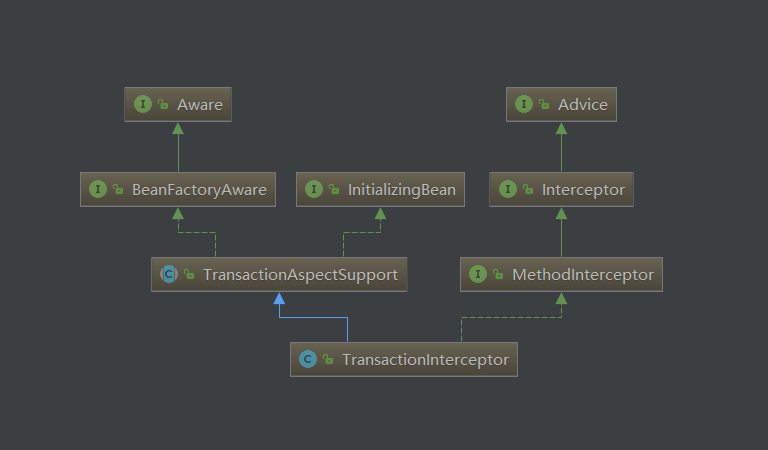 I Aware
I Advice
I BeanFactoryAware
I InitializingBean
I Interceptor
C TransactionAspectSupport
I MethodInterceptor
C TransactionInterceptor